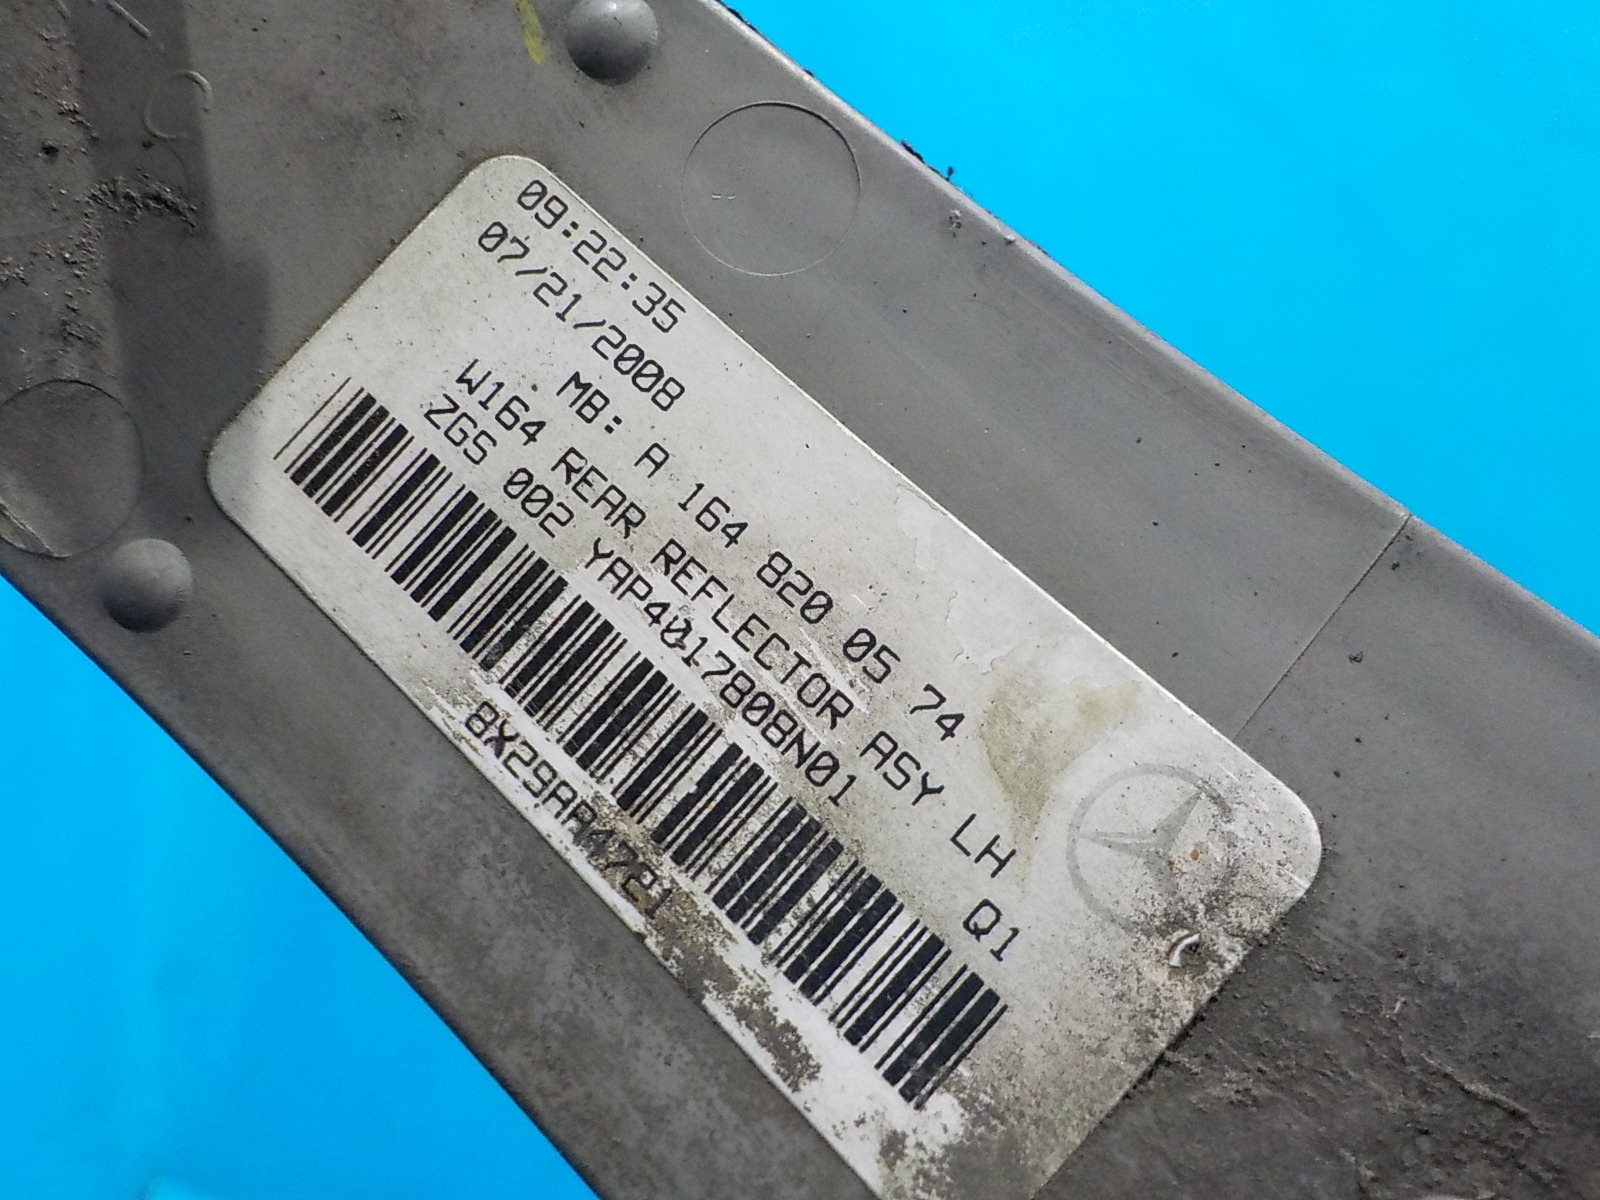 09:22:35
07/21/2008
MB: A 164 820 05 74
W164 REAR REFLECTOR ASY LH
ZGS 002 YAP4017808N01 Q1
8X29AA4721